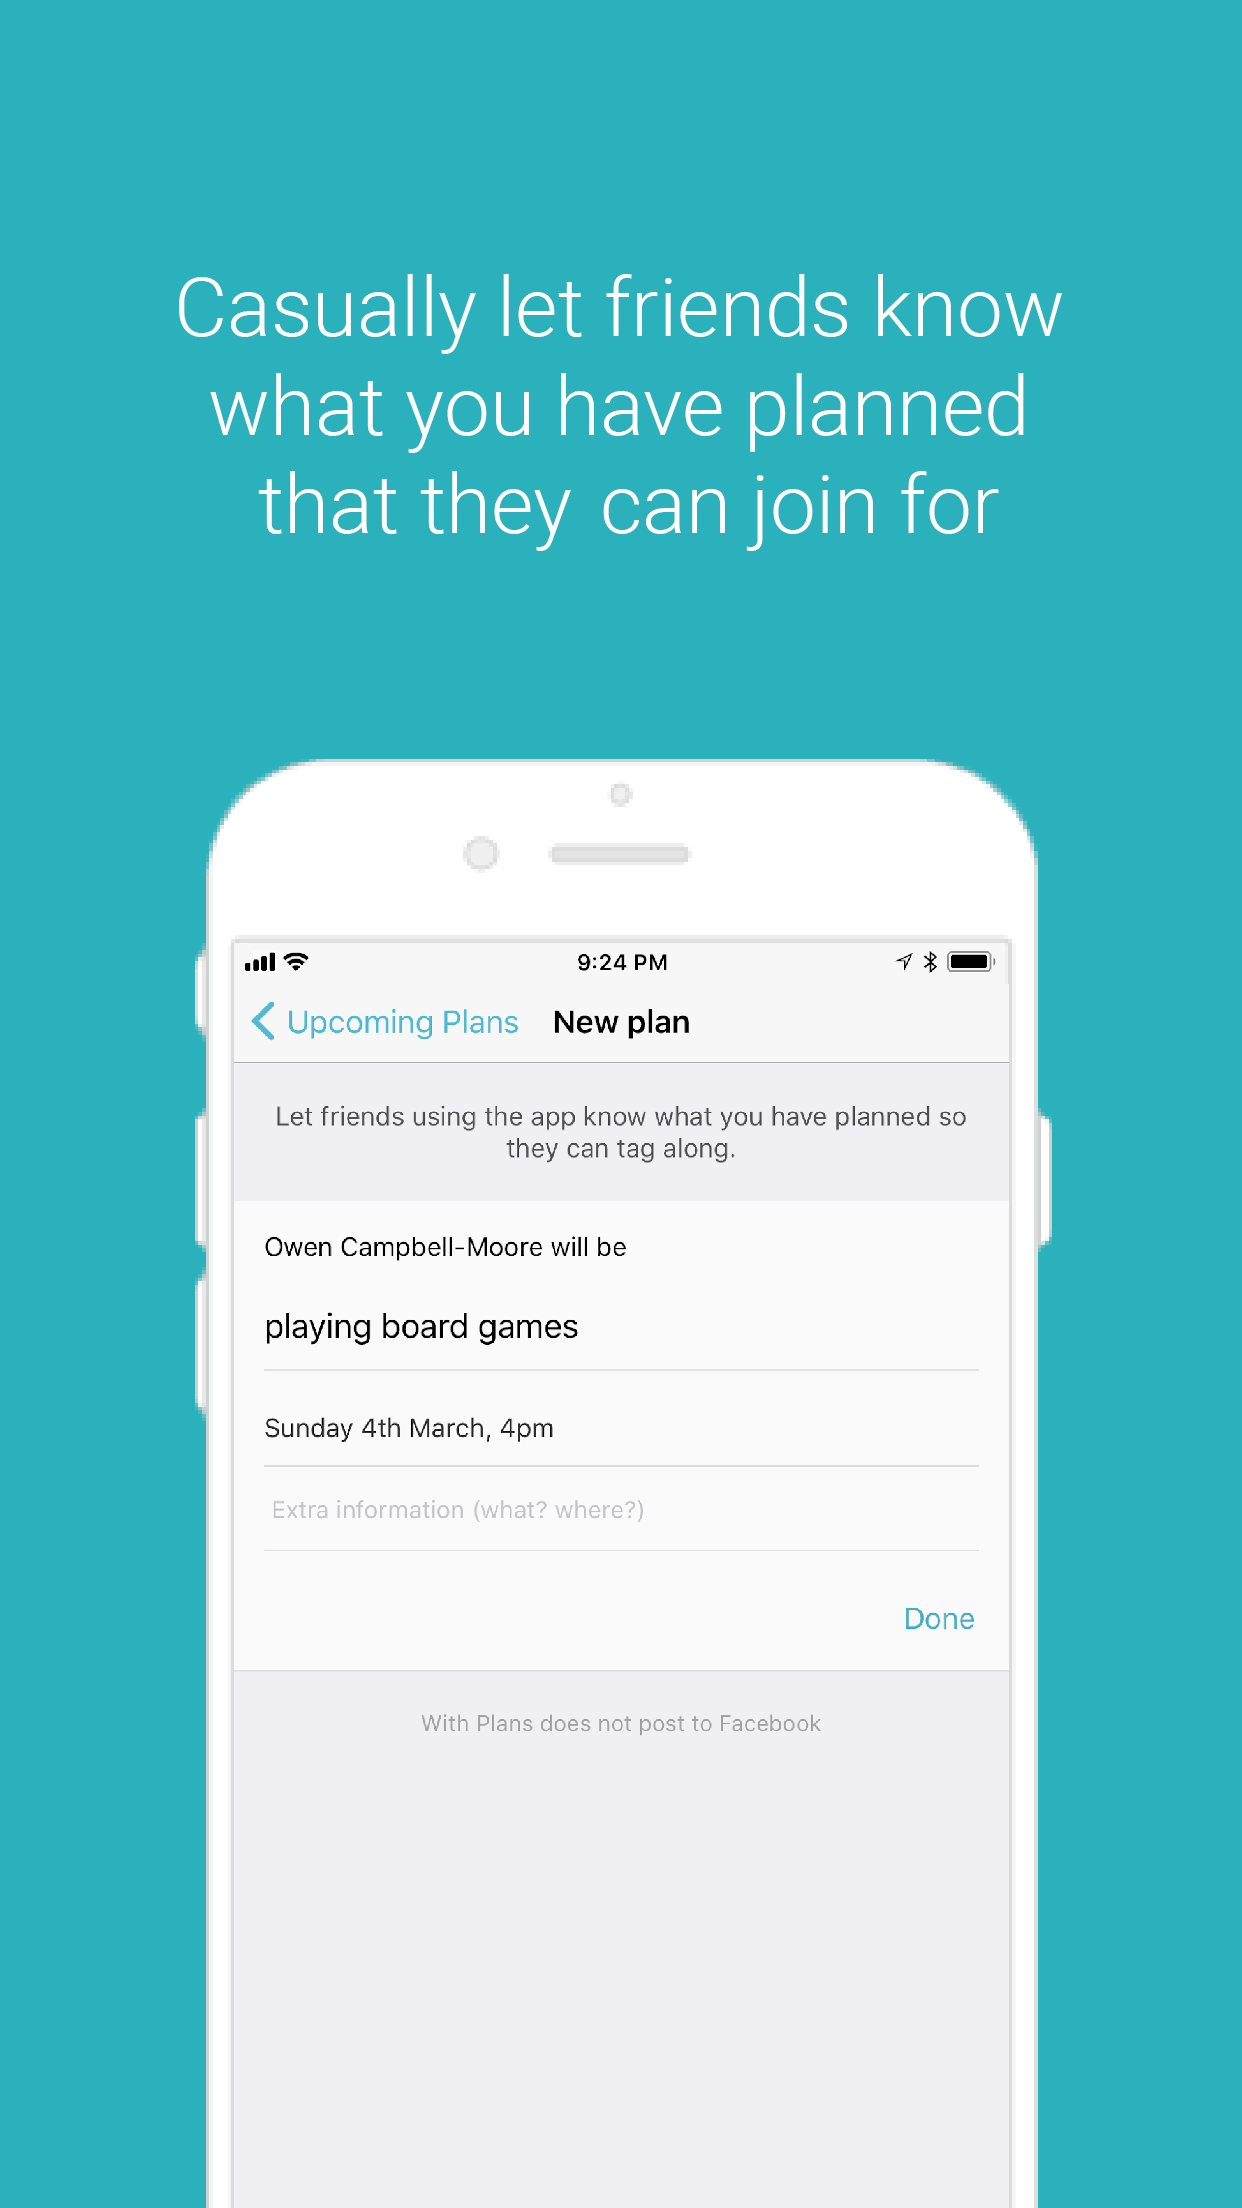 Casually let friends know
what you have planned
that they can join for
9:24 PM
Upcoming Plans New plan
Let friends using the app know what you have planned so
they can tag along.
Owen Campbell-Moore will be
playing board games
Sunday 4th March, 4pm
Extra information (what? where?)
Done
With Plans does not post to Facebook